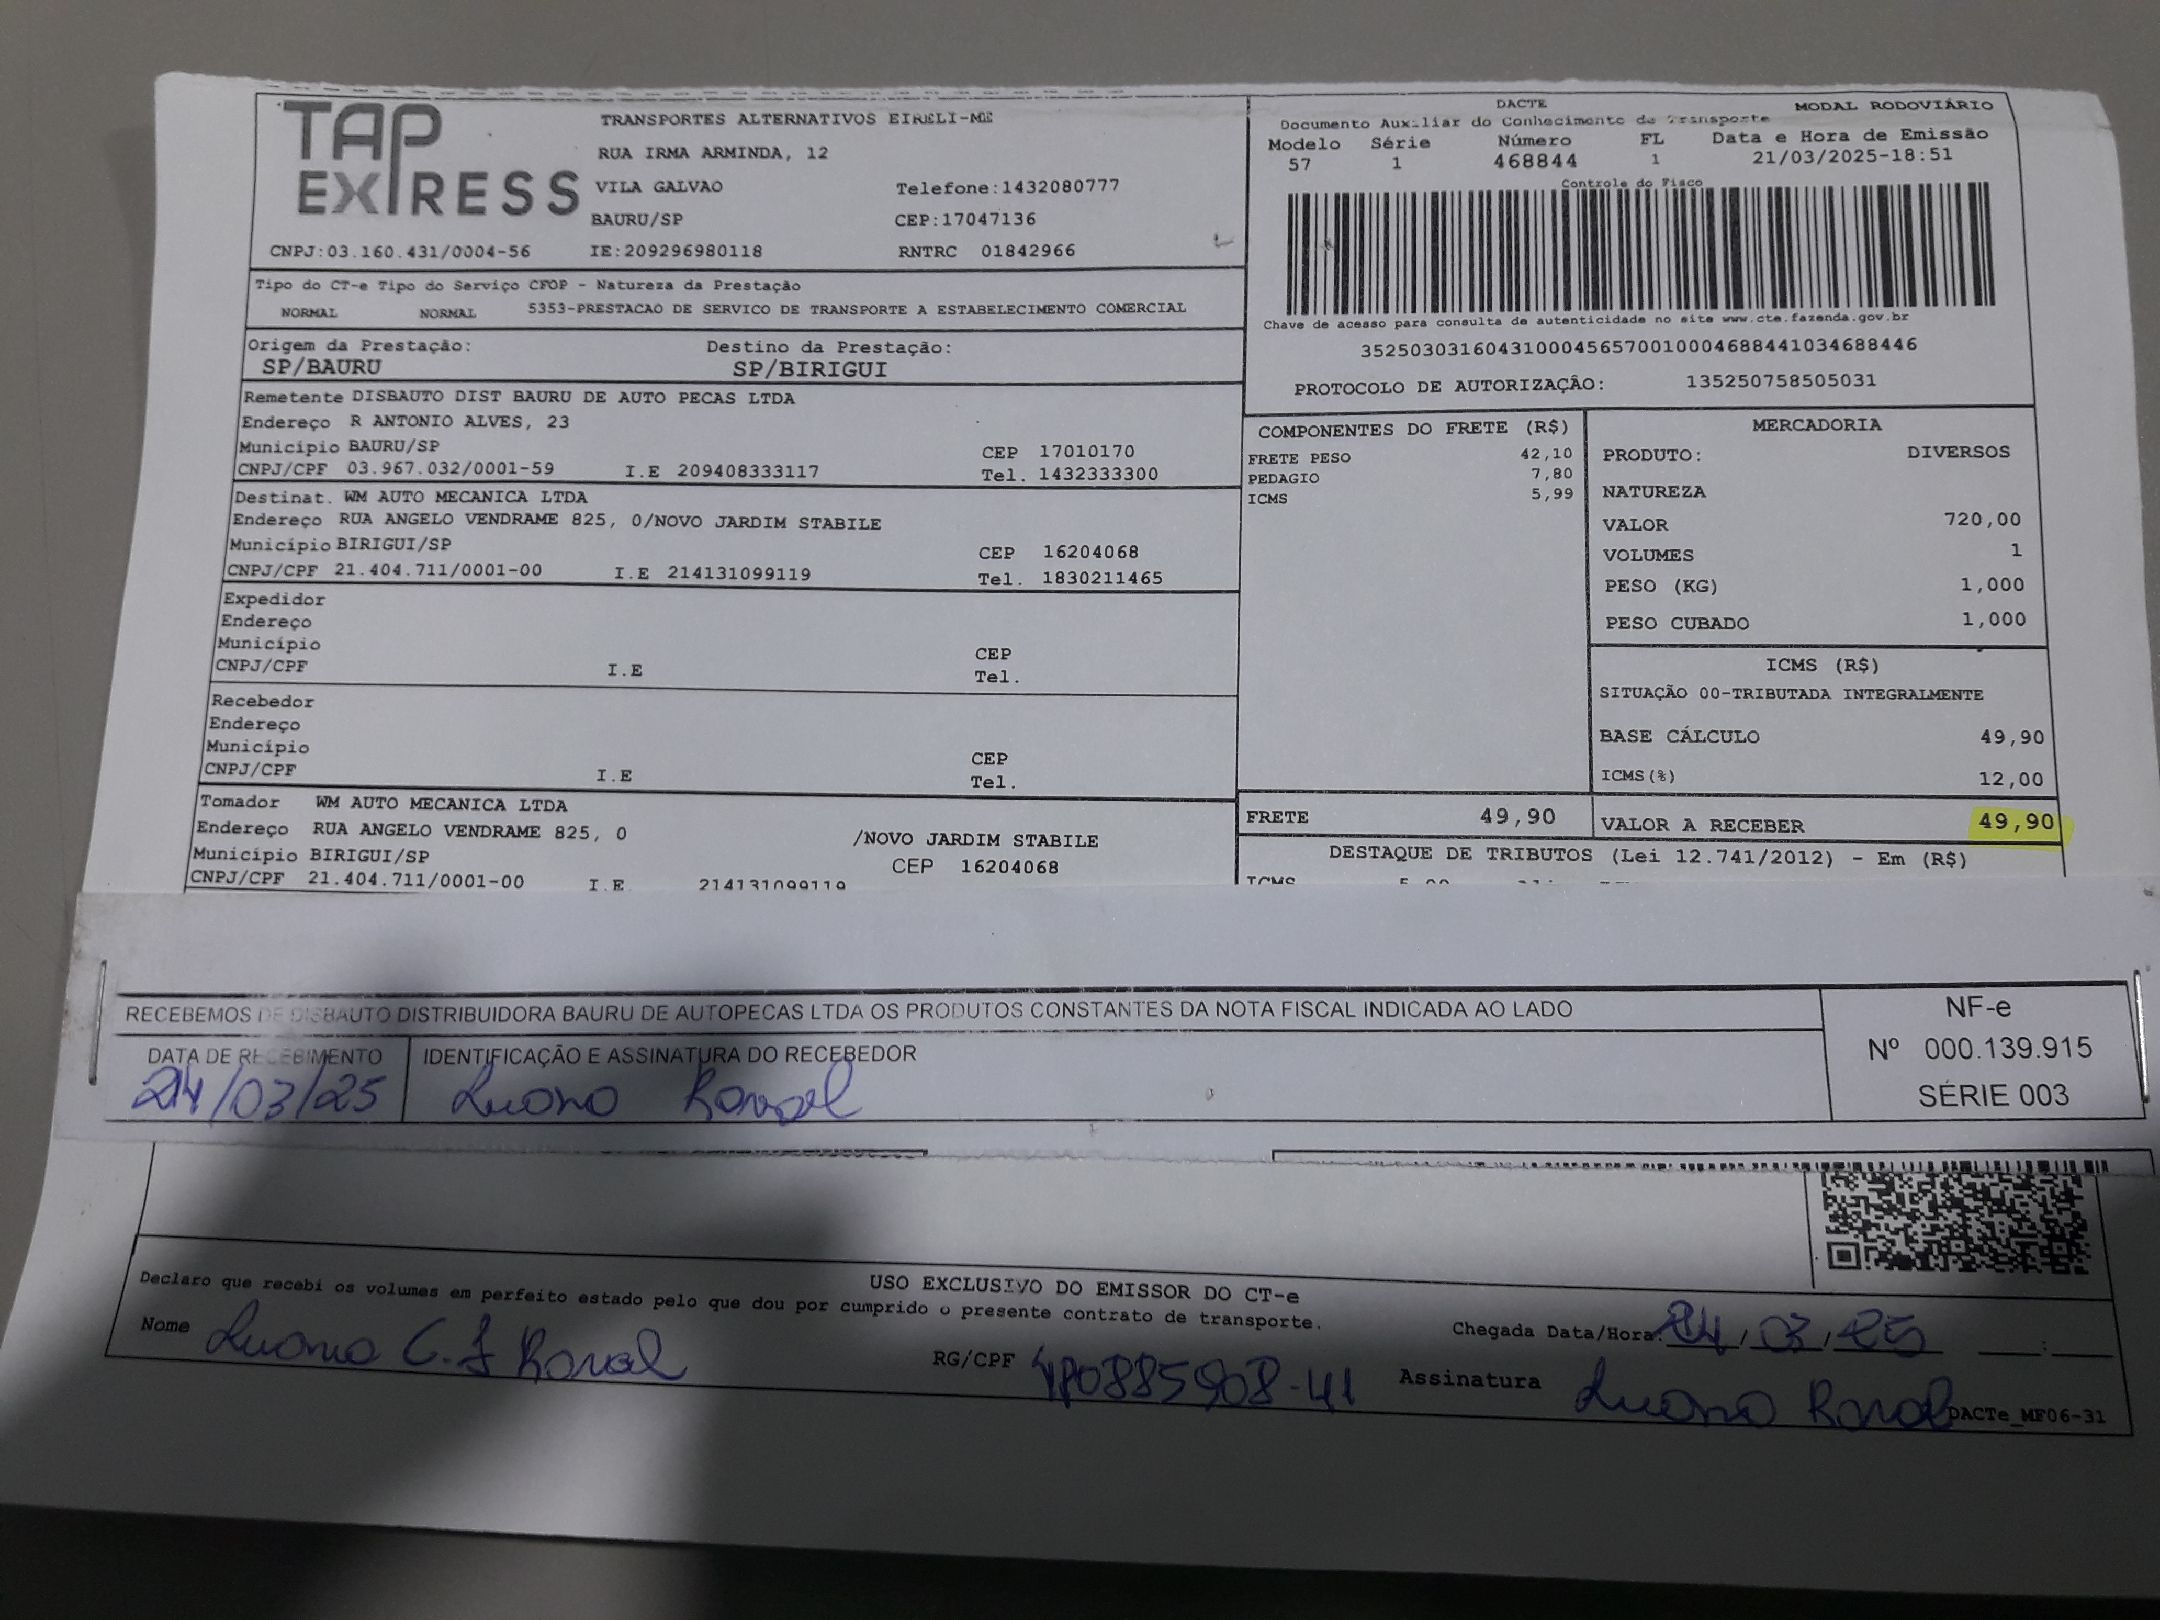 TAP
EXPRESS
TRANSPORTES ALTERNATIVOS EIRELI-ME
RUA IRMA ARMINDA, 12
VILA GALVAO Telefone:1432080777
BAURU/SP CEP:17047136
CNPJ:03.160.431/0004-56 IE:209296980118 RNTRC 01842966
DACTE MODAL RODOVIÁRIO
Documento Auxiliar do Conhecimento de Transporte
Modelo Série Número FL Data e Hora de Emissão
57 1 468844 1 21/03/2025-18:51
Controle do Fisco
Chave de acesso para consulta de autenticidade no site www.cte.fazenda.gov.br
35250303160431000456570010004688441034688446
PROTOCOLO DE AUTORIZAÇÃO: 135250758505031
Tipo do CT-e Tipo do Serviço CFOP - Natureza da Prestação
NORMAL NORMAL 5353-PRESTACAO DE SERVICO DE TRANSPORTE A ESTABELECIMENTO COMERCIAL
Origem da Prestação: Destino da Prestação:
SP/BAURU SP/BIRIGUI
Remetente DISBAUTO DIST BAURU DE AUTO PECAS LTDA
Endereço R ANTONIO ALVES, 23
Município BAURU/SP CEP 17010170
CNPJ/CPF 03.967.032/0001-59 I.E 209408333117 Tel. 1432333300
Destinat. WM AUTO MECANICA LTDA
Endereço RUA ANGELO VENDRAME 825, 0/NOVO JARDIM STABILE
Município BIRIGUI/SP CEP 16204068
CNPJ/CPF 21.404.711/0001-00 I.E 214131099119 Tel. 1830211465
Expedidor
Endereço
Município CEP
CNPJ/CPF I.E Tel.
Recebedor
Endereço
Município CEP
CNPJ/CPF I.E Tel.
Tomador WM AUTO MECANICA LTDA
Endereço RUA ANGELO VENDRAME 825, 0 /NOVO JARDIM STABILE
Município BIRIGUI/SP CEP 16204068
CNPJ/CPF 21.404.711/0001-00 I.E 214131099119
COMPONENTES DO FRETE (R$)
FRETE PESO 42,10
PEDAGIO 7,80
ICMS 5,99
MERCADORIA
PRODUTO: DIVERSOS
NATUREZA
VALOR 720,00
VOLUMES 1
PESO (KG) 1,000
PESO CUBADO 1,000
ICMS (R$)
SITUAÇÃO 00-TRIBUTADA INTEGRALMENTE
BASE CÁLCULO 49,90
ICMS(%) 12,00
FRETE 49,90 VALOR A RECEBER 49,90
DESTAQUE DE TRIBUTOS (Lei 12.741/2012) - Em (R$)
ICMS
RECEBEMOS DE DISBAUTO DISTRIBUIDORA BAURU DE AUTOPECAS LTDA OS PRODUTOS CONSTANTES DA NOTA FISCAL INDICADA AO LADO
DATA DE RECEBIMENTO IDENTIFICAÇÃO E ASSINATURA DO RECEBEDOR
24/03/25
NF-e
Nº 000.139.915
SÉRIE 003
USO EXCLUSIVO DO EMISSOR DO CT-e
Declaro que recebi os volumes em perfeito estado pelo que dou por cumprido o presente contrato de transporte.
Nome RG/CPF Chegada Data/Hora: 24/03/25 :
Assinatura
DACTe_MF06-31